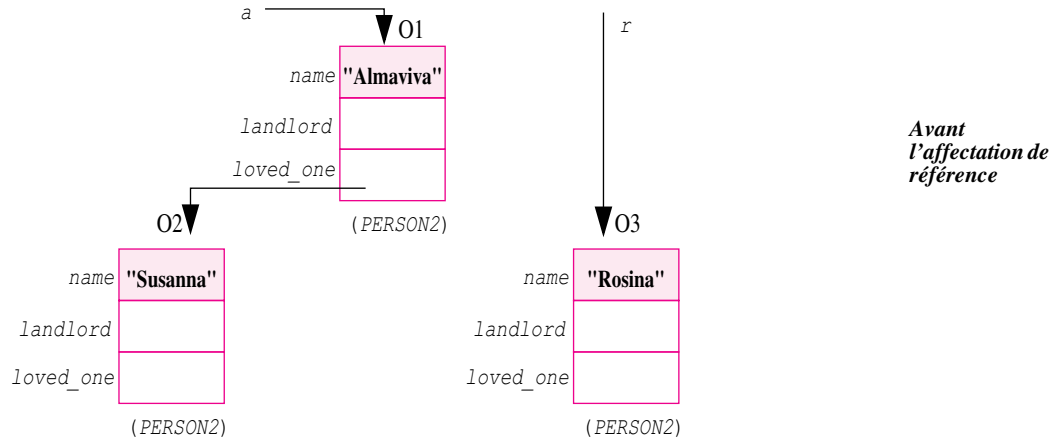 a
O1
r
name "Almaviva"
landlord
loved_one
(PERSON2)
Avant
l'affectation de
référence
O2
name "Susanna"
landlord
loved_one
(PERSON2)
O3
name "Rosina"
landlord
loved_one
(PERSON2)